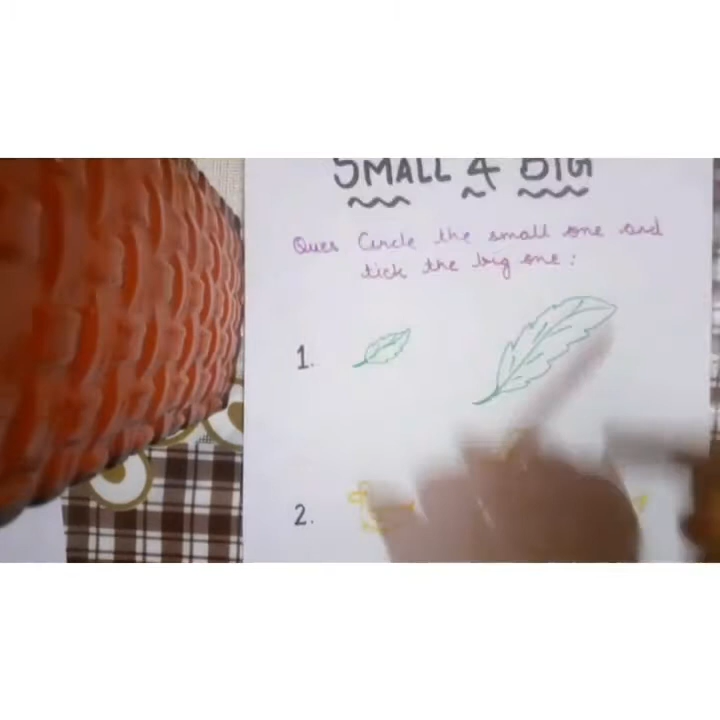 SMALL & BIG
Ques Circle the small one and
tick the big one :
1.
2.